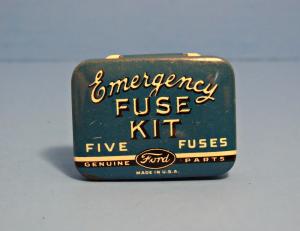 Emergency
FUSE
KIT
FIVE FUSES
GENUINE Ford PARTS
MADE IN U.S.A.